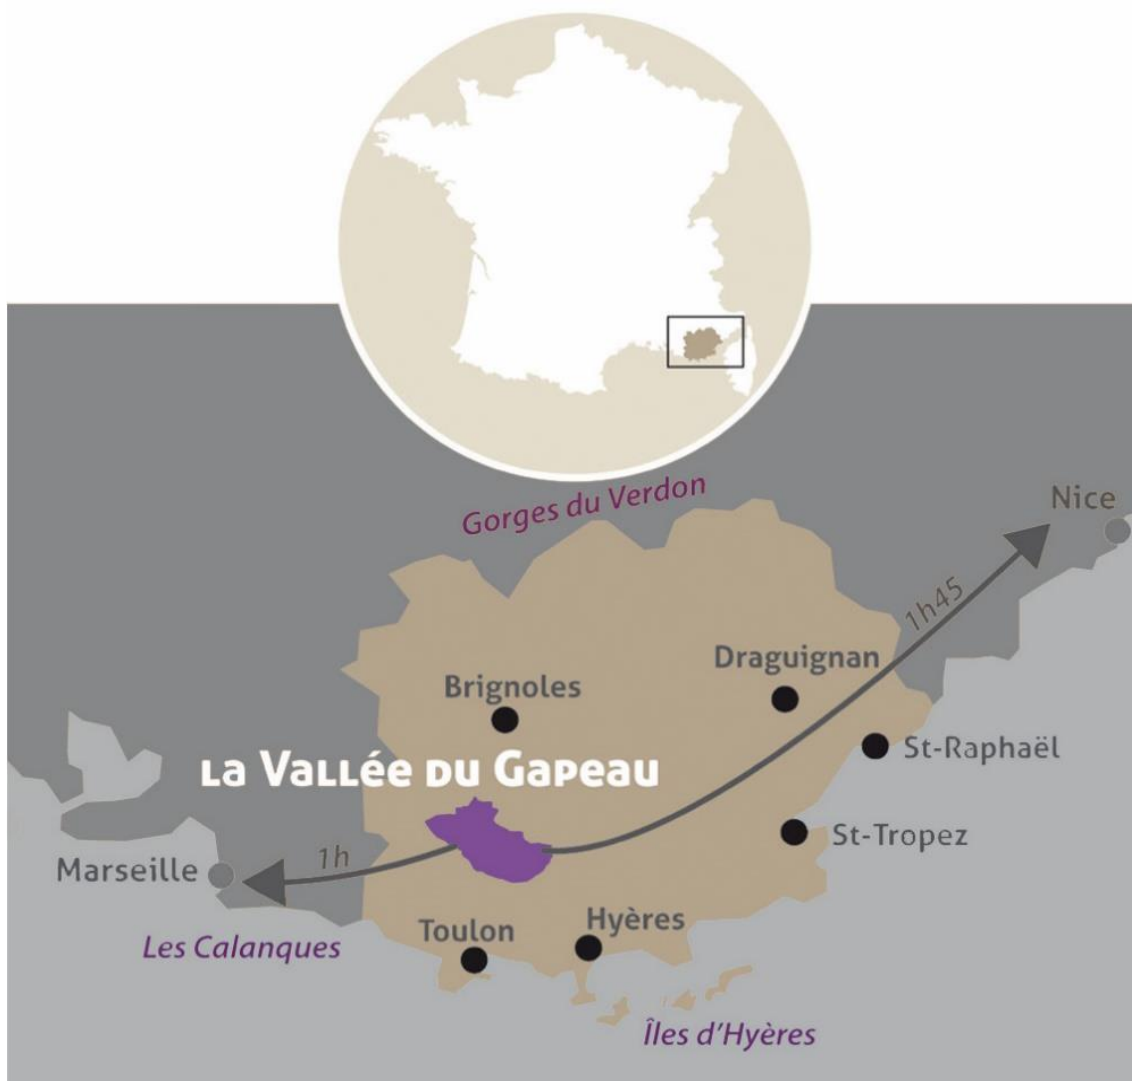 Gorges du Verdon
Nice
1h45
Draguignan
Brignoles
St-Raphaël
La Vallée du Gapeau
St-Tropez
1h
Marseille
Hyères
Toulon
Les Calanques
Îles d'Hyères